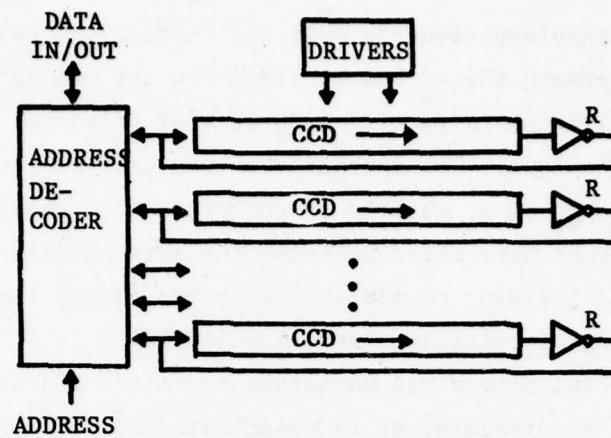 DATA
IN/OUT
DRIVERS
ADDRESS
DE-
CODER
CCD
R
CCD
R
CCD
R
ADDRESS